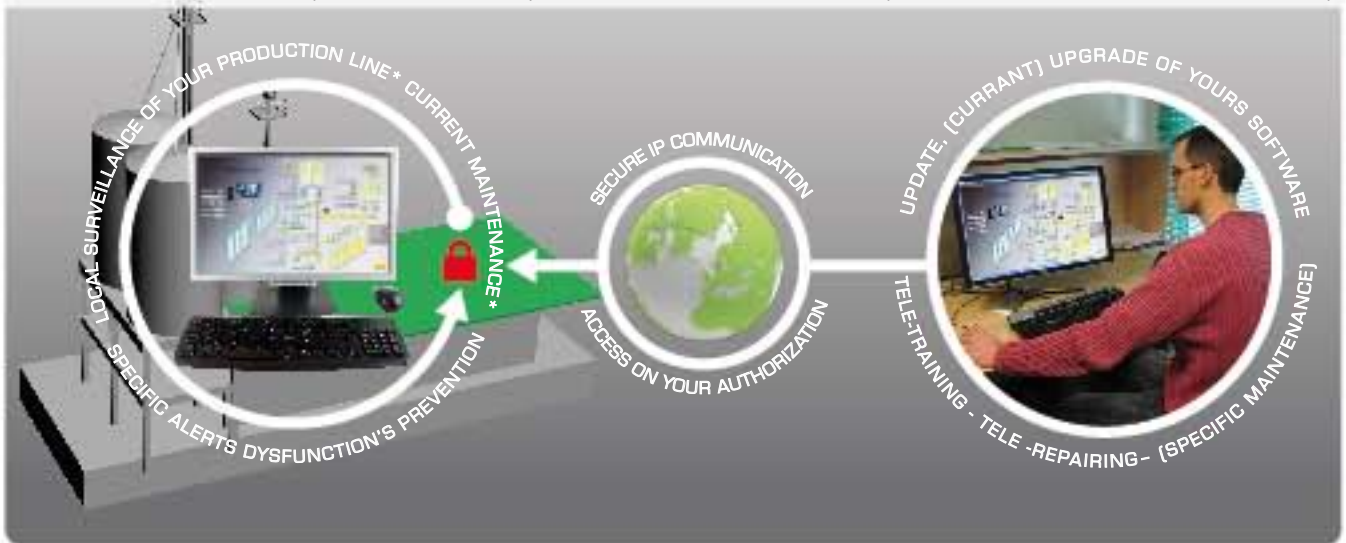 LOCAL SURVEILLANCE OF YOUR PRODUCTION LINE* CURRENT MAINTENANCE*
SPECIFIC ALERTS DYSFUNCTION'S PREVENTION
SECURE IP COMMUNICATION
ACCESS ON YOUR AUTHORIZATION
UPDATE, (CURRANT) UPGRADE OF YOURS SOFTWARE
TELE-TRAINING - TELE -REPAIRING- (SPECIFIC MAINTENANCE)